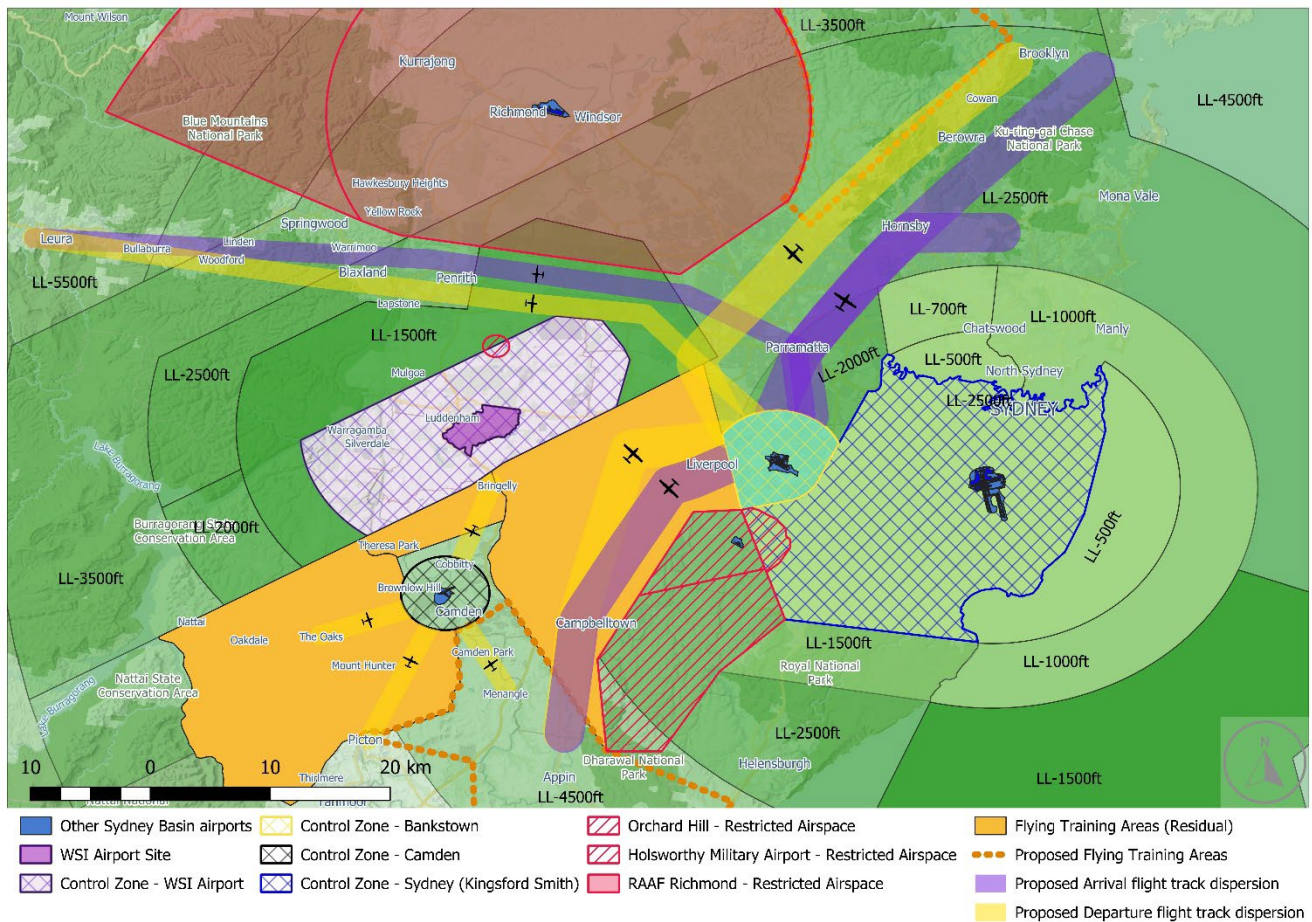 Mount Wilson
LL-3500ft
Brooklyn
Kurrajong
Cowan
LL-4500ft
Richmond
Windsor
Blue Mountains
National Park
Berowra
Ku-ring-gai Chase
National Park
Hawkesbury Heights
LL-2500ft
Mona Vale
Yellow Rock
Springwood
Hornsby
Leura
Linden
Warrimoo
Bullaburra
Woodford
Blaxland
Penrith
LL-5500ft
Lapstone
LL-700ft
LL-1000ft
Chatswood
Manly
LL-1500ft
Parramatta
LL-2000ft
LL-500ft
LL-2500ft
Mulgoa
North Sydney
LL-2500ft
SYDNEY
Luddenham
Warragamba
Silverdale
Liverpool
Lake Burragorang
Bringelly
Burragorang State
Conservation Area
LL-2000ft
LL-500ft
Theresa Park
Cobbitty
LL-3500ft
Brownlow Hill
Camden
Nattai
Campbelltown
Oakdale
The Oaks
LL-1500ft
Camden Park
Mount Hunter
LL-1000ft
Royal National
Park
Nattai State
Conservation Area
Menangle
Lake Burragorang
LL-2500ft
Picton
Dharawal National
Park
Helensburgh
N
10 0 10 20 km
Thirlmere
Appin
LL-1500ft
LL-4500ft
Nattai National
Tahmoor
Other Sydney Basin airports
Control Zone - Bankstown
Orchard Hill - Restricted Airspace
Flying Training Areas (Residual)
WSI Airport Site
Control Zone - Camden
Holsworthy Military Airport - Restricted Airspace
Proposed Flying Training Areas
Control Zone - WSI Airport
Control Zone - Sydney (Kingsford Smith)
RAAF Richmond - Restricted Airspace
Proposed Arrival flight track dispersion
Proposed Departure flight track dispersion